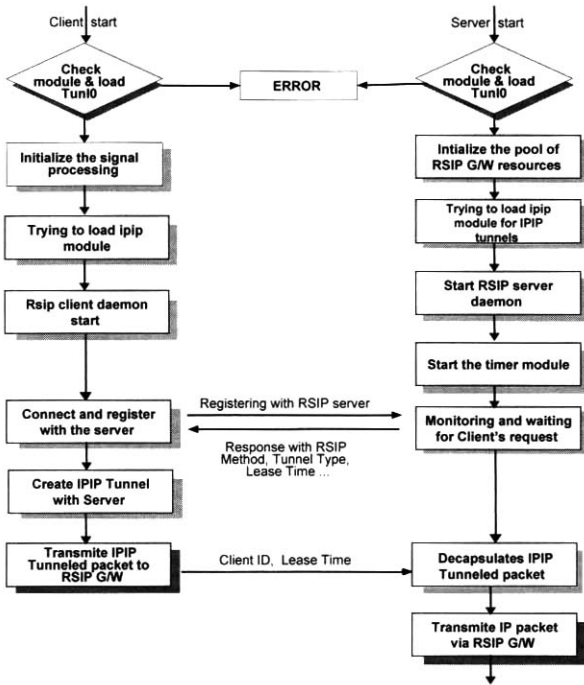 Client start
Server start
Check
module & load
Tunl0
ERROR
Check
module & load
Tunl0
Initialize the signal
processing
Intialize the pool of
RSIP G/W resources
Trying to load ipip
module
Trying to load ipip
module for IPIP
tunnels
Rsip client daemon
start
Start RSIP server
daemon
Start the timer module
Connect and register
with the server
Registering with RSIP server
Response with RSIP
Method, Tunnel Type,
Lease Time ...
Monitoring and waiting
for Client's request
Create IPIP Tunnel
with Server
Transmite IPIP
Tunneled packet to
RSIP G/W
Client ID, Lease Time
Decapsulates IPIP
Tunneled packet
Transmite IP packet
via RSIP G/W